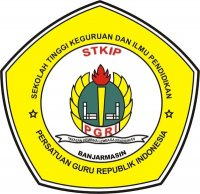 SEKOLAH TINGGI KEGURUAN DAN ILMU PENDIDIKAN
STKIP
PGRI
BANJARMASIN
PERSATUAN GURU REPUBLIK INDONESIA